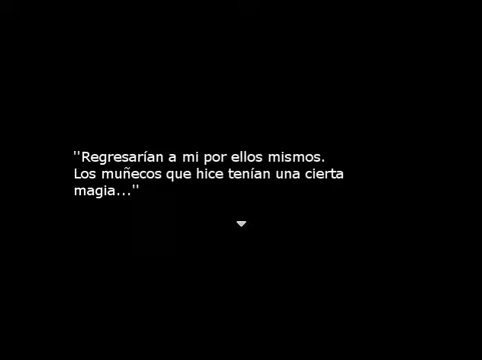 ''Regresarían a mi por ellos mismos.
Los muñecos que hice tenían una cierta
magia...''